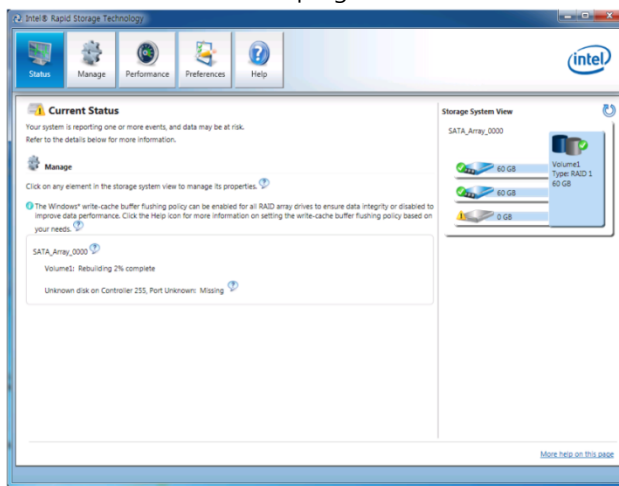 Intel® Rapid Storage Technology
Status
Manage
Performance
Preferences
Help
intel
Current Status
Your system is reporting one or more events, and data may be at risk.
Refer to the details below for more information.
Manage
Click on any element in the storage system view to manage its properties.
The Windows* write-cache buffer flushing policy can be enabled for all RAID array drives to ensure data integrity or disabled to
improve data performance. Click the Help icon for more information on setting the write-cache buffer flushing policy based on
your needs.
SATA_Array_0000
Volume1: Rebuilding 2% complete
Unknown disk on Controller 255, Port Unknown: Missing
Storage System View
SATA_Array_0000
60 GB
60 GB
0 GB
Volume1
Type: RAID 1
60 GB
More help on this page